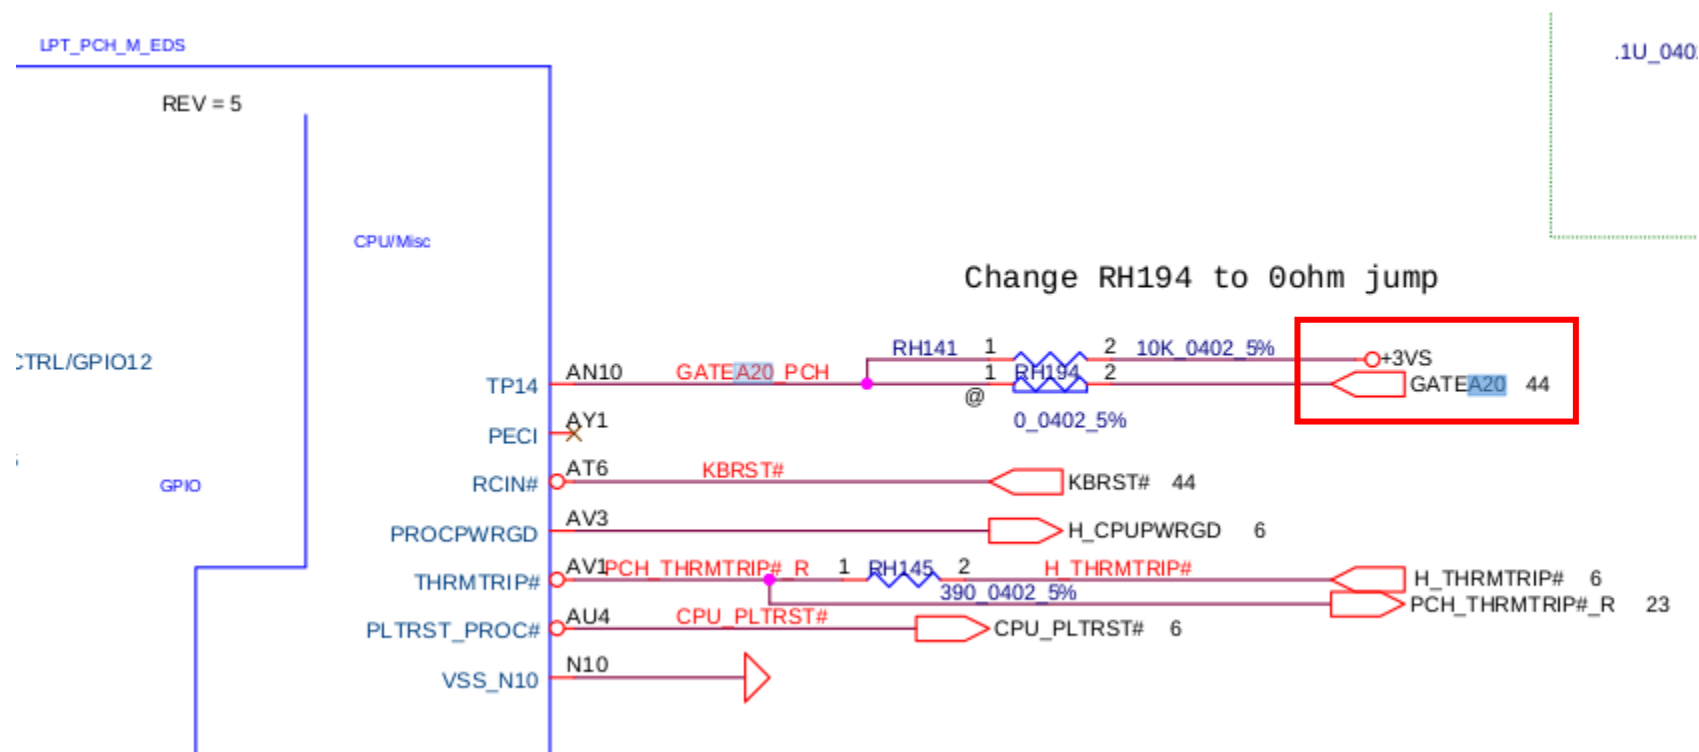 LPT_PCH_M_EDS
.1U_040
REV = 5
CPU/Misc
Change RH194 to 0ohm jump
RH141 1 2 10K_0402_5% +3VS
CTRL/GPIO12
TP14 AN10 GATEA20_PCH 1 RH194 2 GATEA20 44
@
0_0402_5%
PECI AY1
RCIN# AT6 KBRST# KBRST# 44
GPIO
PROCPWRGD AV3 H_CPUPWRGD 6
THRMTRIP# AV1 PCH_THRMTRIP#_R 1 RH145 2 H_THRMTRIP# H_THRMTRIP# 6
390_0402_5% PCH_THRMTRIP#_R 23
PLTRST_PROC# AU4 CPU_PLTRST# CPU_PLTRST# 6
VSS_N10 N10